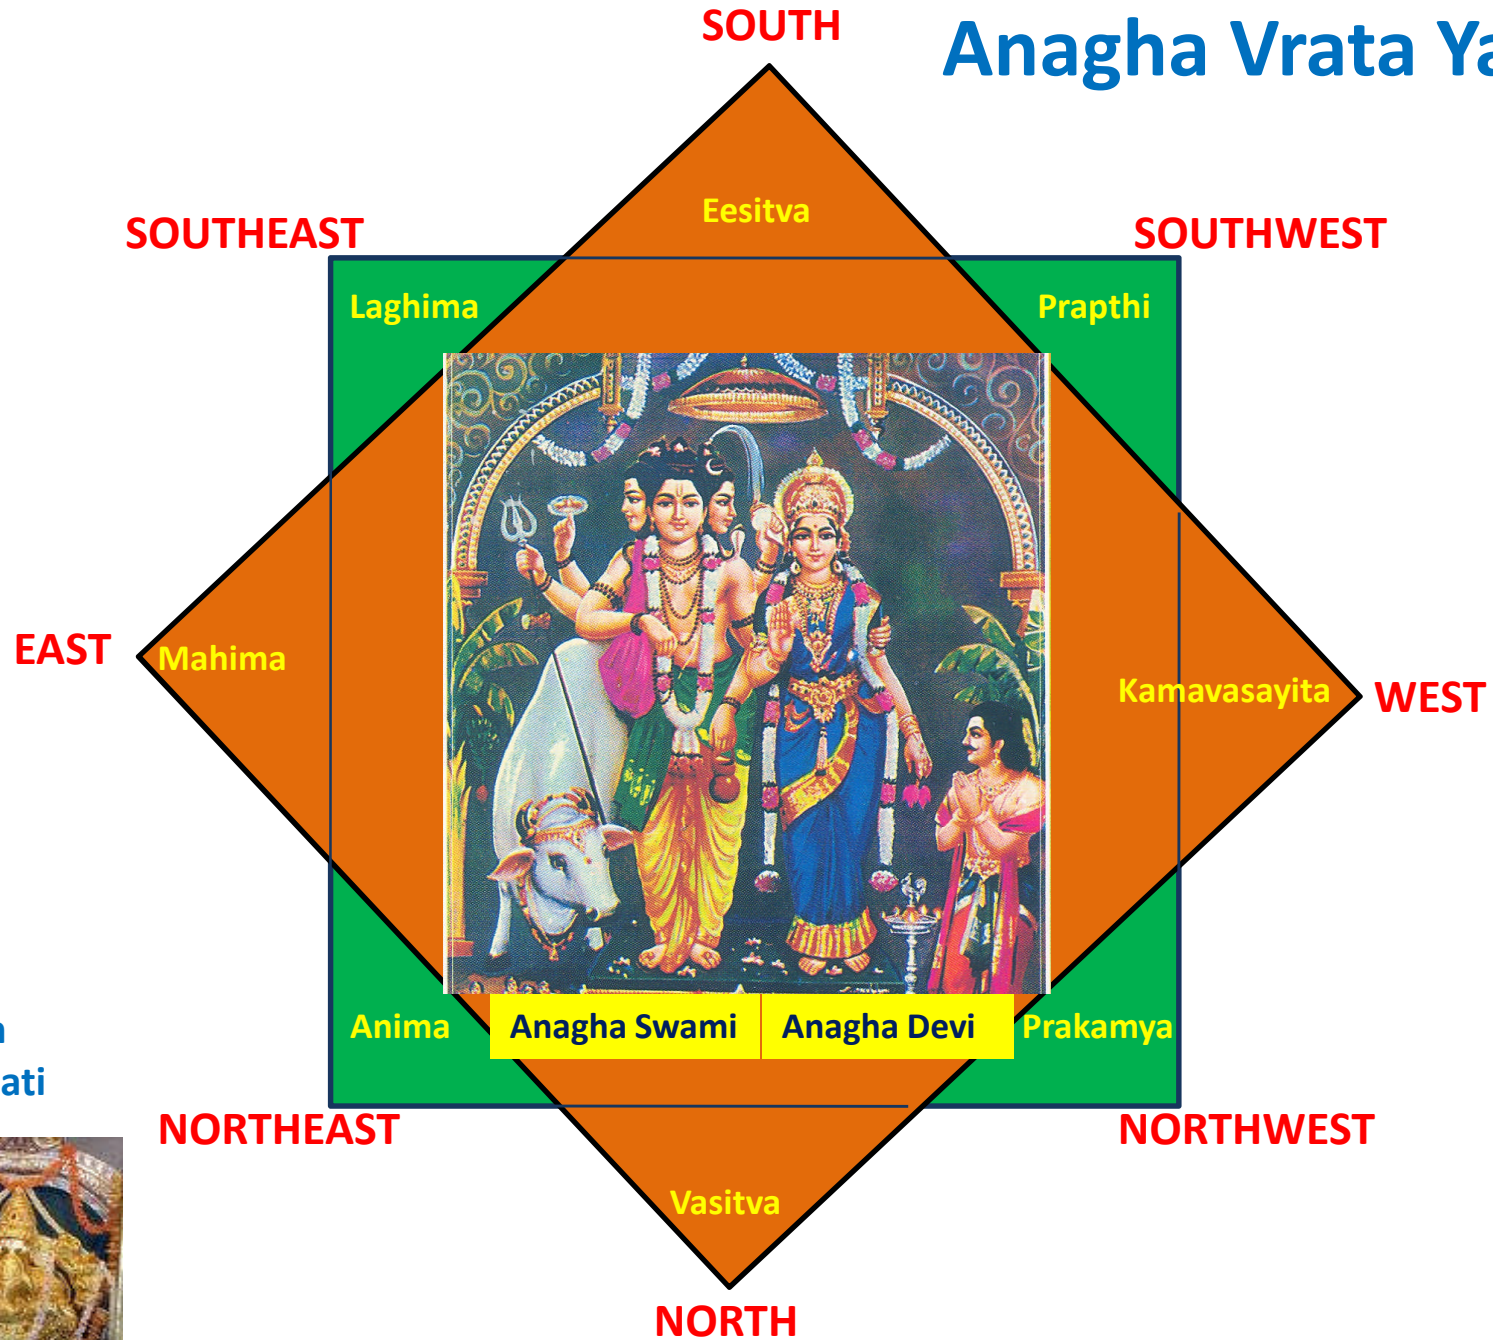 SOUTH
Anagha Vrata Ya
Eesitva
SOUTHEAST
SOUTHWEST
Laghima
Prapthi
EAST
Mahima
Kamavasayita
WEST
Anima
Anagha Swami
Anagha Devi
Prakamya
ati
NORTHEAST
NORTHWEST
Vasitva
NORTH